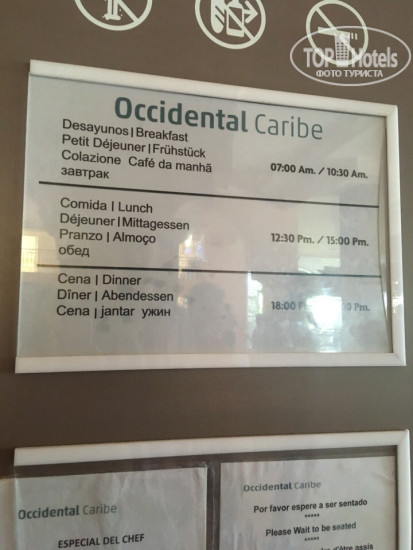 TOP Hotels
ФОТО ТУРИСТА
Occidental Caribe
Desayunos | Breakfast
Petit Déjeuner | Frühstück
Colazione Café da manhã
завтрак
07:00 Am. / 10:30 Am.
Comida | Lunch
Déjeuner | Mittagessen
Pranzo | Almoço
обед
12:30 Pm. / 15:00 Pm.
Cena | Dinner
Dîner | Abendessen
Cena | jantar ужин
18:00 Pm.
Occidental Caribe
ESPECIAL DEL CHEF
Occidental Caribe
Por favor espere a ser sentado
*****
Please Wait to be seated
*****
d'être assis